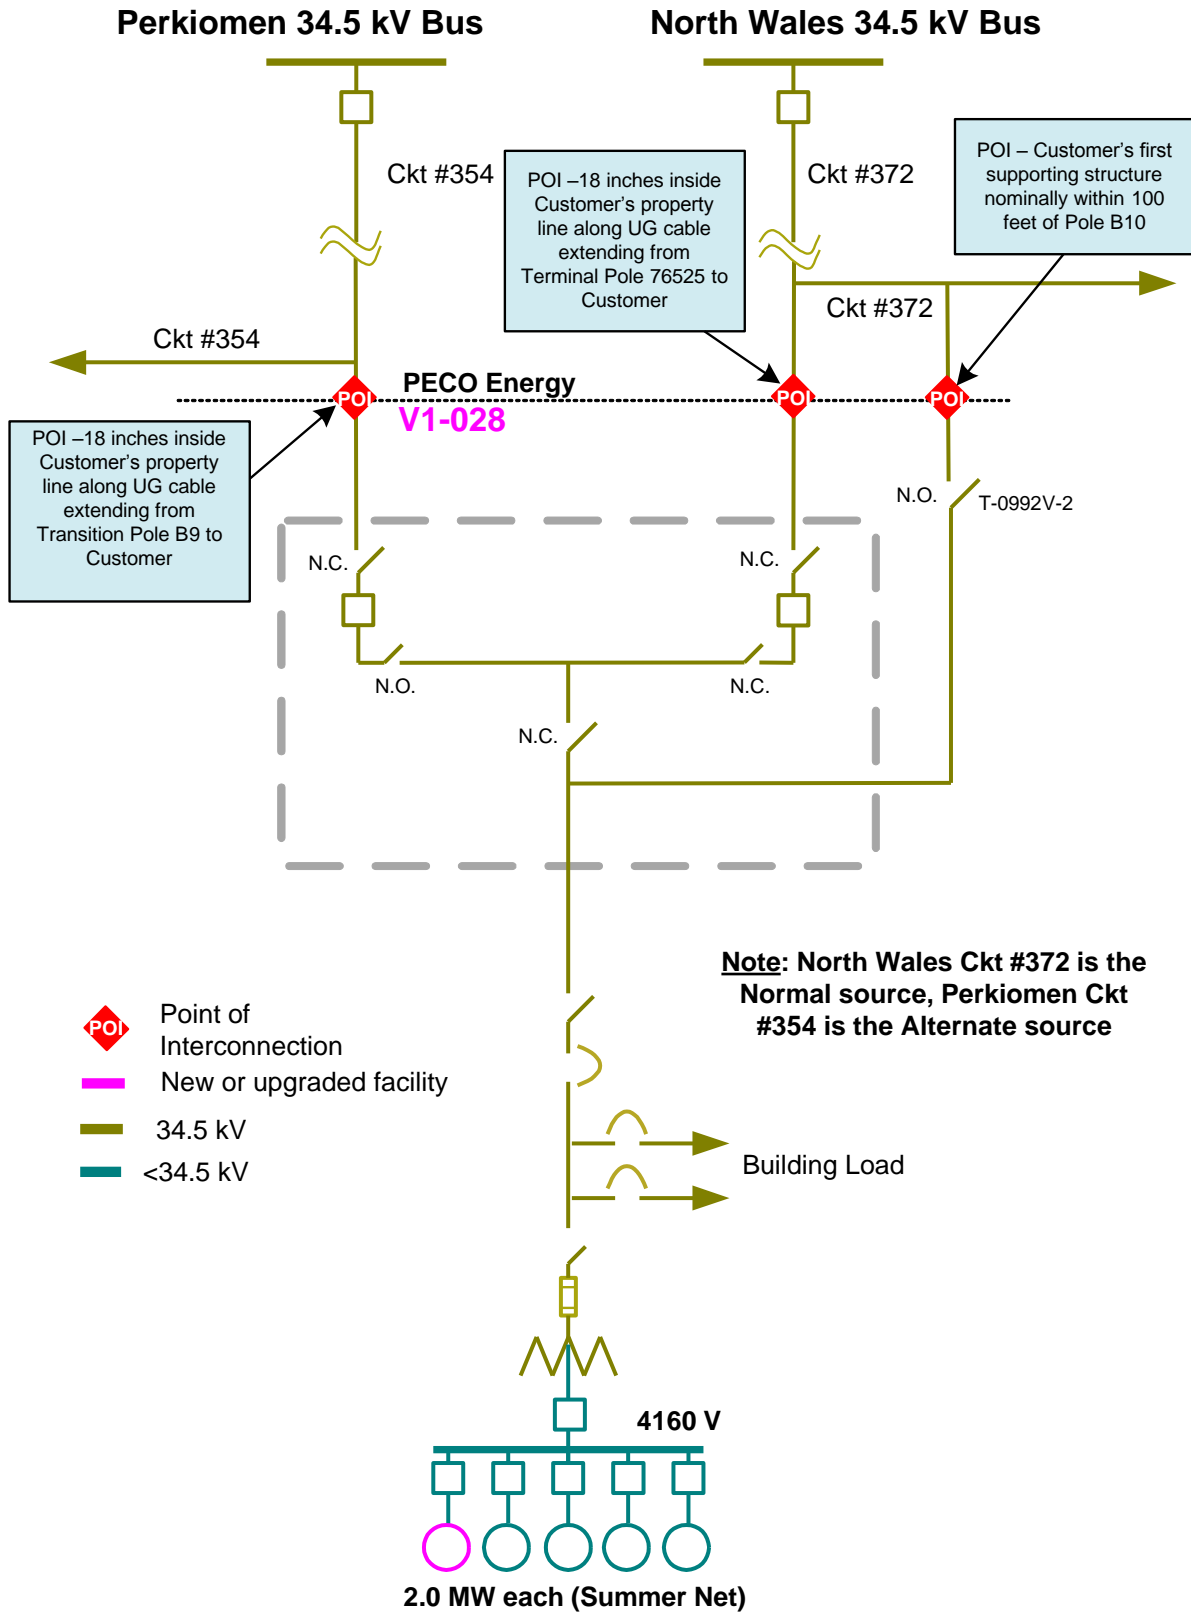 Perkiomen 34.5 kV Bus
North Wales 34.5 kV Bus
Ckt #354
Ckt #372
POI –18 inches inside
Customer's property
line along UG cable
extending from
Terminal Pole 76525 to
Customer
POI – Customer's first
supporting structure
nominally within 100
feet of Pole B10
Ckt #372
Ckt #354
PECO Energy
V1-028
POI
POI
POI
POI –18 inches inside
Customer's property
line along UG cable
extending from
Transition Pole B9 to
Customer
N.O.
T-0992V-2
N.C.
N.C.
N.O.
N.C.
N.C.
Note: North Wales Ckt #372 is the
Normal source, Perkiomen Ckt
#354 is the Alternate source
POI
Point of
Interconnection
New or upgraded facility
34.5 kV
<34.5 kV
Building Load
4160 V
2.0 MW each (Summer Net)